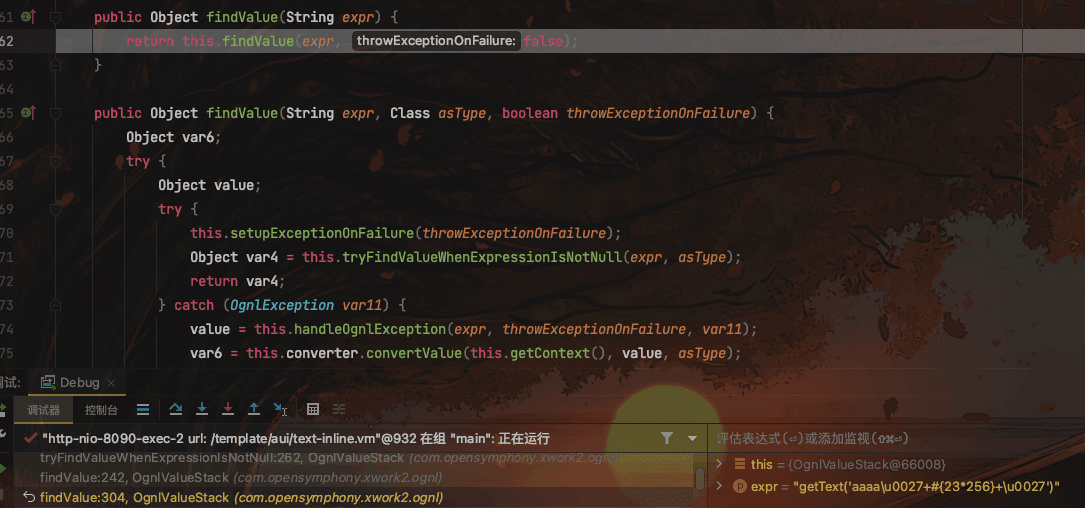 61 public Object findValue(String expr) {
62 return this.findValue(expr, throwExceptionOnFailure: false);
63 }
64
65 public Object findValue(String expr, Class asType, boolean throwExceptionOnFailure) {
66 Object var6;
67 try {
68 Object value;
69 try {
70 this.setupExceptionOnFailure(throwExceptionOnFailure);
71 Object var4 = this.tryFindValueWhenExpressionIsNotNull(expr, asType);
72 return var4;
73 } catch (OgnlException var11) {
74 value = this.handleOgnlException(expr, throwExceptionOnFailure, var11);
75 var6 = this.converter.convertValue(this.getContext(), value, asType);
调试: Debug
调试器 控制台
"http-nio-8090-exec-2 url: /template/aui/text-inline.vm"@932 在组 "main": 正在运行
tryFindValueWhenExpressionIsNotNull:262, OgnlValueStack (com.opensymphony.xwork2.ognl)
findValue:242, OgnlValueStack (com.opensymphony.xwork2.ognl)
findValue:304, OgnlValueStack (com.opensymphony.xwork2.ognl)
评估表达式(⏎)或添加监视(⇧⌘⏎)
this = {OgnlValueStack@66008}
expr = "getText('aaaa\u0027+#{23*256}+\u0027')"